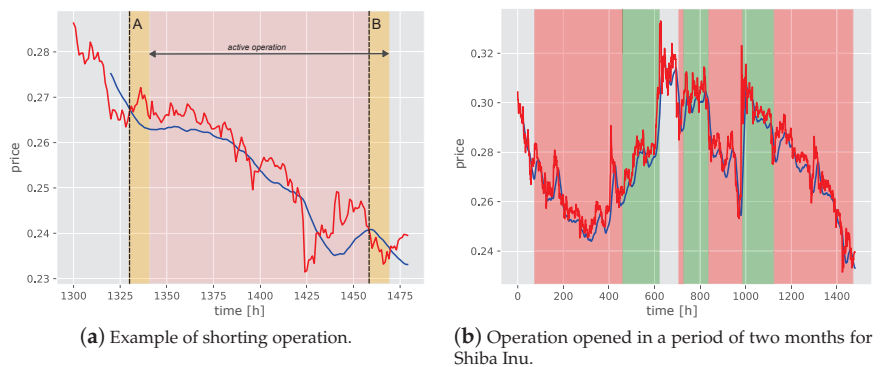 A
B
active operation
0,28
0,27
0,26
0,25
0,24
0,23
price
1300 1325 1350 1375 1400 1425 1450 1475
time [h]
(a) Example of shorting operation.
0,32
0,30
0,28
0,26
0,24
price
0 200 400 600 800 1000 1200 1400
time [h]
(b) Operation opened in a period of two months for
Shiba Inu.